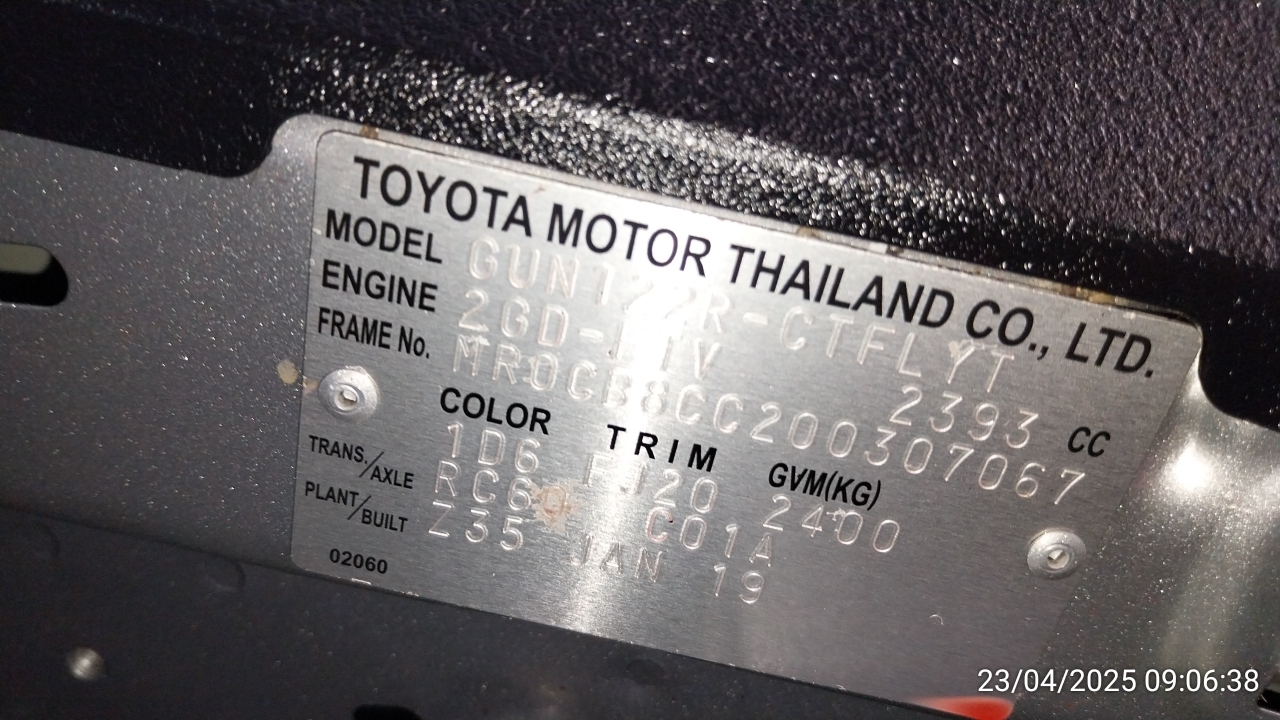 TOYOTA MOTOR THAILAND CO., LTD.
MODEL GUN122R-CTFLYT
ENGINE 2GD-FTV 2393 CC
FRAME No. MR0CB8CC200307067
COLOR TRIM GVM(KG)
1D6 FJ20 2400
TRANS./AXLE RC60 C01A
PLANT/BUILT Z35 JAN 19
02060
23/04/2025 09:06:38